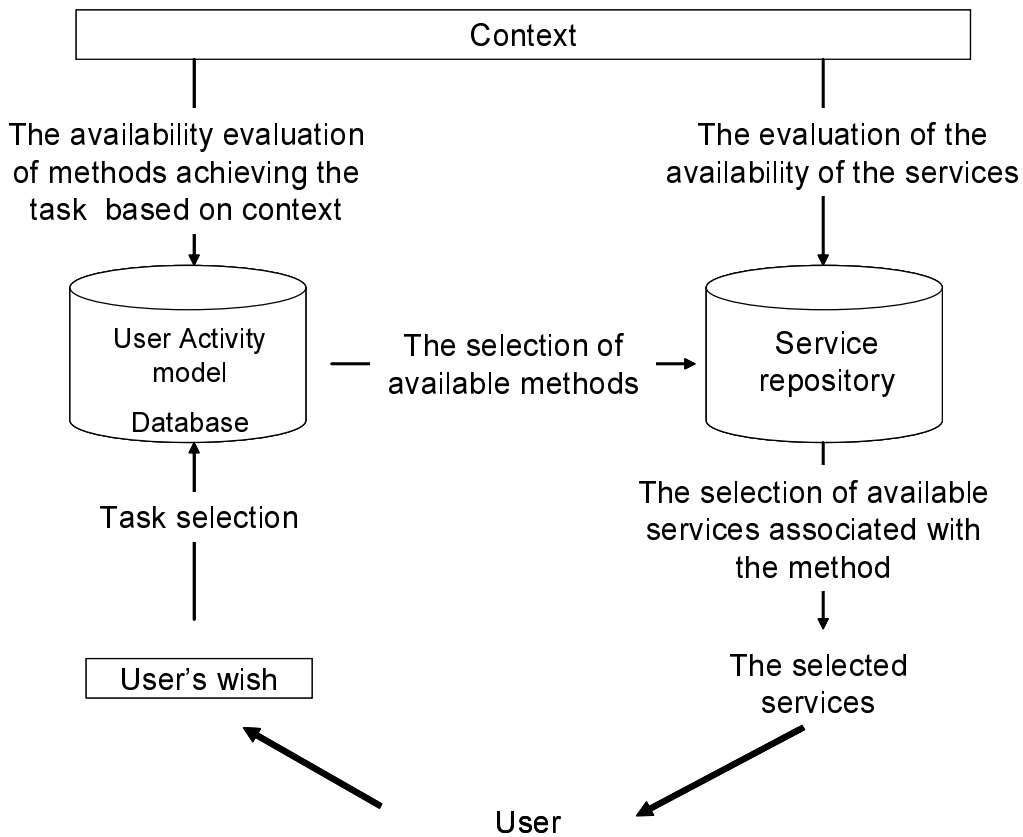 Context
The availability evaluation
of methods achieving the
task based on context
The evaluation of the
availability of the services
User Activity
model
Database
The selection of
available methods
Service
repository
Task selection
The selection of available
services associated with
the method
User's wish
The selected
services
User